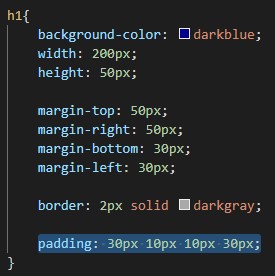 h1{
background-color: darkblue;
width: 200px;
height: 50px;
margin-top: 50px;
margin-right: 50px;
margin-bottom: 30px;
margin-left: 30px;
border: 2px solid darkgray;
padding: 30px 10px 10px 30px;
}